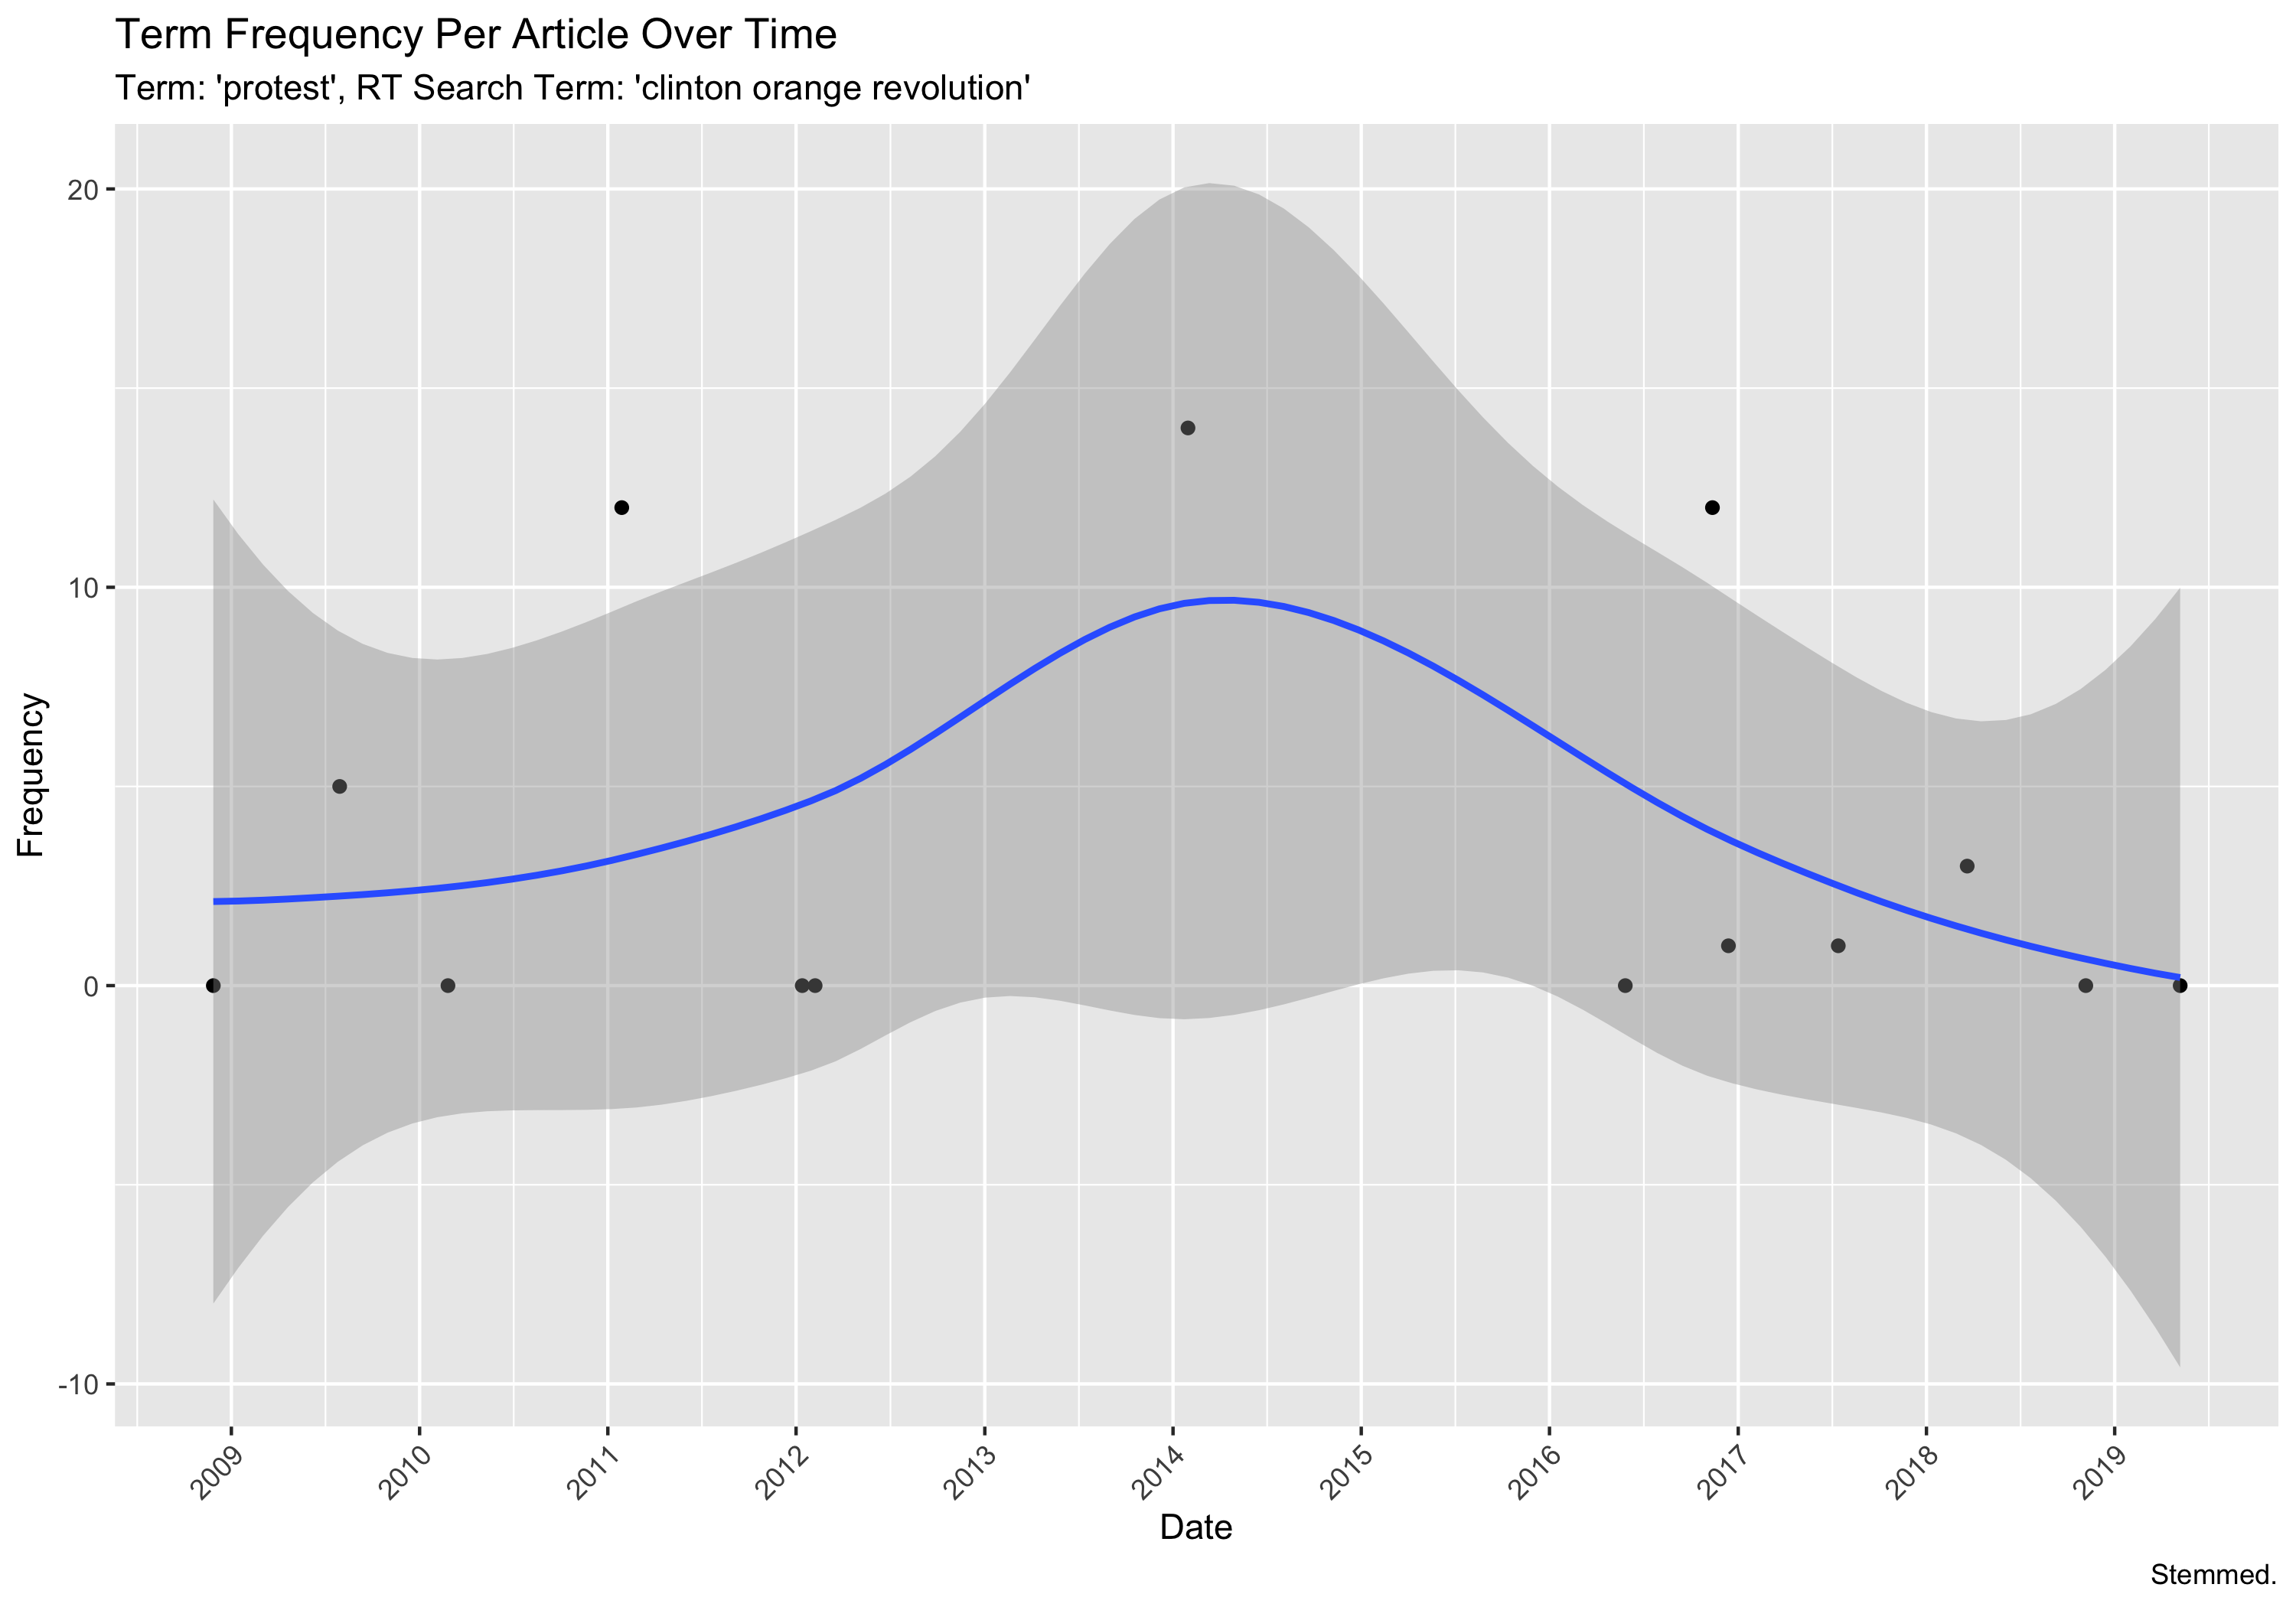 Term Frequency Per Article Over Time
Term: 'protest', RT Search Term: 'clinton orange revolution'
Frequency
20
10
0
-10
2009 2010 2011 2012 2013 2014 2015 2016 2017 2018 2019
Date
Stemmed.